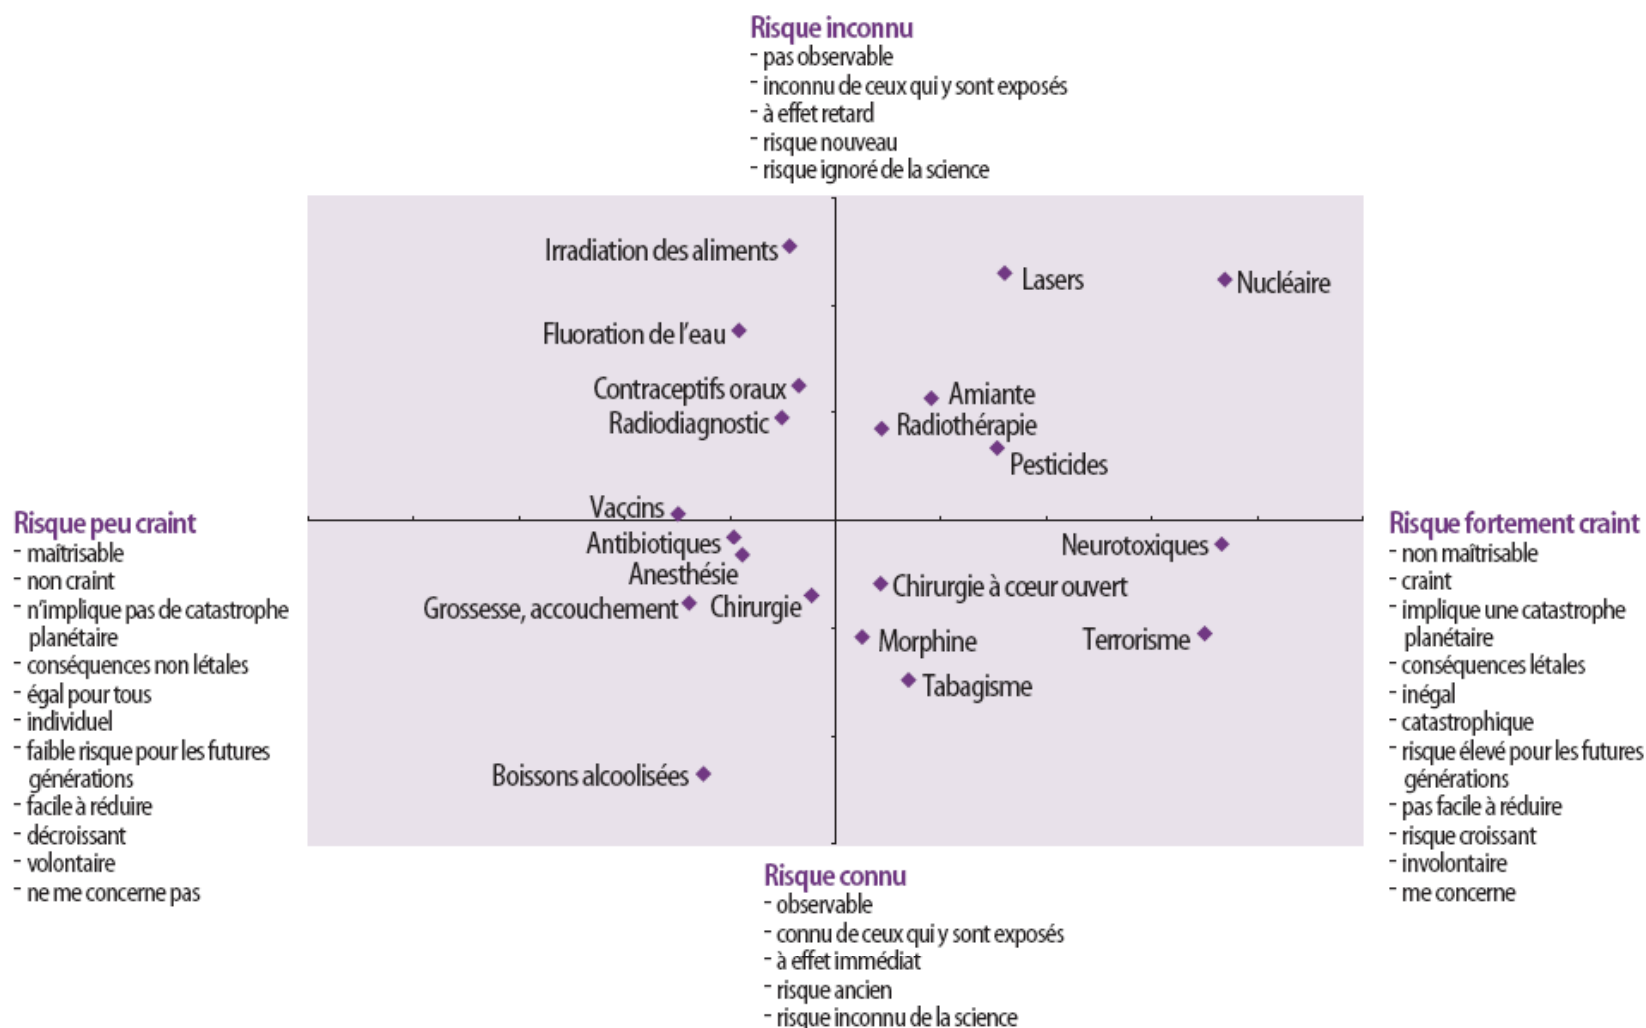 Risque inconnu
- pas observable
- inconnu de ceux qui y sont exposés
- à effet retard
- risque nouveau
- risque ignoré de la science
Irradiation des aliments
Lasers
Nucléaire
Fluoration de l'eau
Contraceptifs oraux
Amiante
Radiodiagnostic
Radiothérapie
Pesticides
Vaccins
Antibiotiques
Neurotoxiques
Anesthésie
Chirurgie à cœur ouvert
Grossesse, accouchement
Chirurgie
Morphine
Terrorisme
Tabagisme
Boissons alcoolisées
Risque peu craint
- maîtrisable
- non craint
- n'implique pas de catastrophe
planétaire
- conséquences non létales
- égal pour tous
- individuel
- faible risque pour les futures
générations
- facile à réduire
- décroissant
- volontaire
- ne me concerne pas
Risque fortement craint
- non maîtrisable
- craint
- implique une catastrophe
planétaire
- conséquences létales
- inégal
- catastrophique
- risque élevé pour les futures
générations
- pas facile à réduire
- risque croissant
- involontaire
- me concerne
Risque connu
- observable
- connu de ceux qui y sont exposés
- à effet immédiat
- risque ancien
- risque inconnu de la science